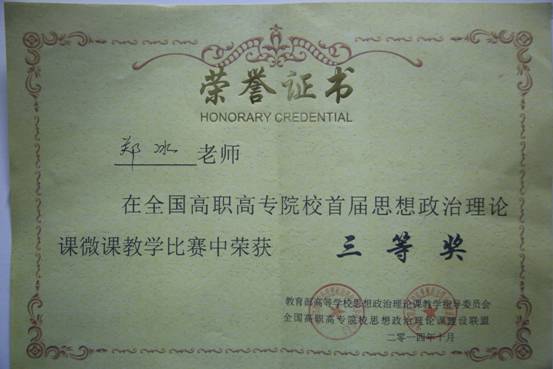 荣誉证书
HONORARY CREDENTIAL
郑冰 老师
在全国高职高专院校首届思想政治理论
课微课教学比赛中荣获 三等奖
教育部高等学校思想政治理论课教学指导委员会
全国高职高专院校思想政治理论课建设联盟
二零一四年十月